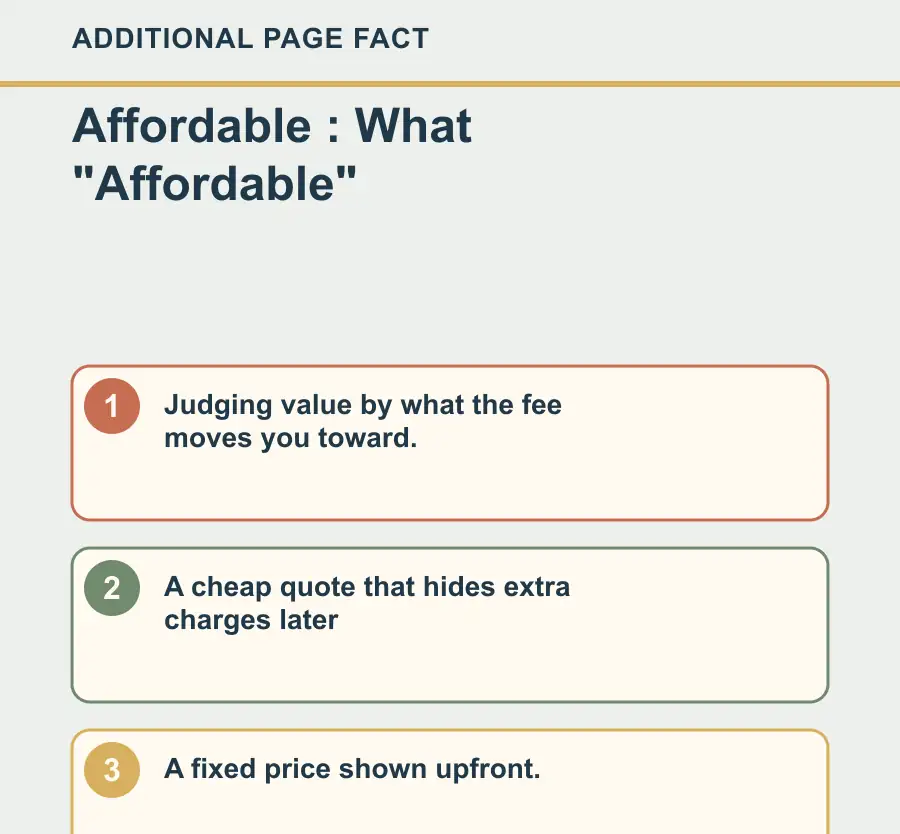 ADDITIONAL PAGE FACT
Affordable : What
"Affordable"
1
Judging value by what the fee
moves you toward.
2
A cheap quote that hides extra
charges later
3
A fixed price shown upfront.